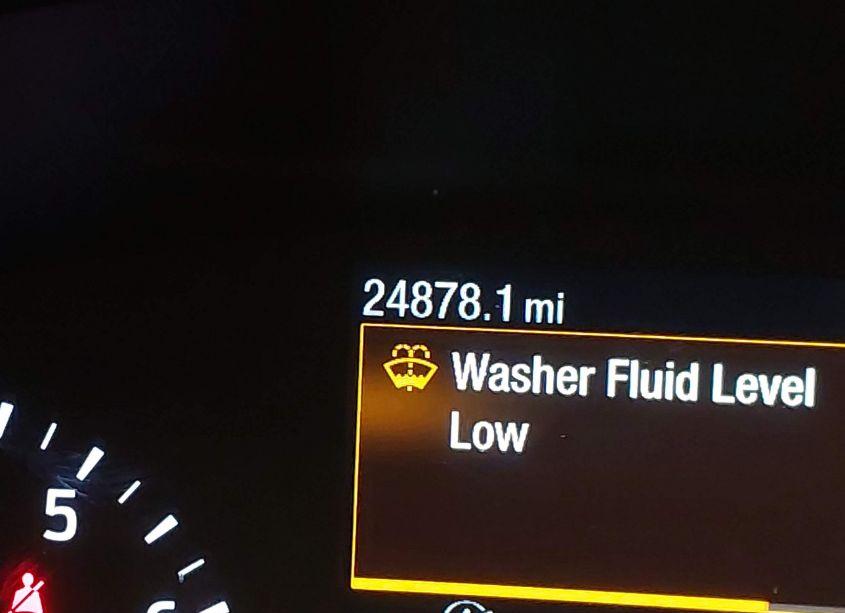 24878.1 mi
Washer Fluid Level
Low
5